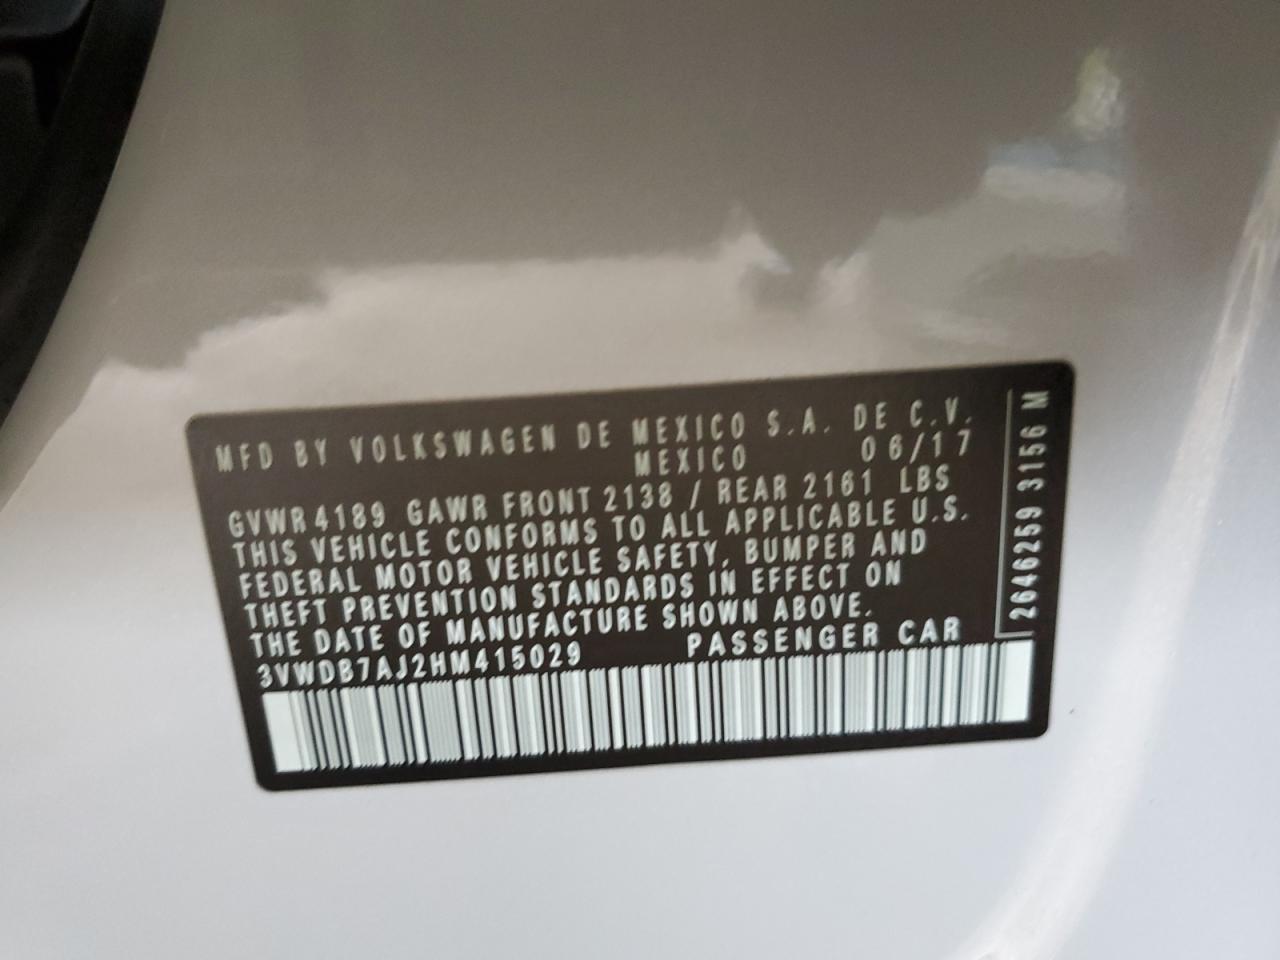 MFD BY VOLKSWAGEN DE MEXICO S.A. DE C.V.
MEXICO 06/17
GVWR 4189 GAWR FRONT 2138 / REAR 2161 LBS
THIS VEHICLE CONFORMS TO ALL APPLICABLE U.S.
FEDERAL MOTOR VEHICLE SAFETY, BUMPER AND
THEFT PREVENTION STANDARDS IN EFFECT ON
THE DATE OF MANUFACTURE SHOWN ABOVE.
3VWDB7AJ2HM415029 PASSENGER CAR
2646259 3156 M